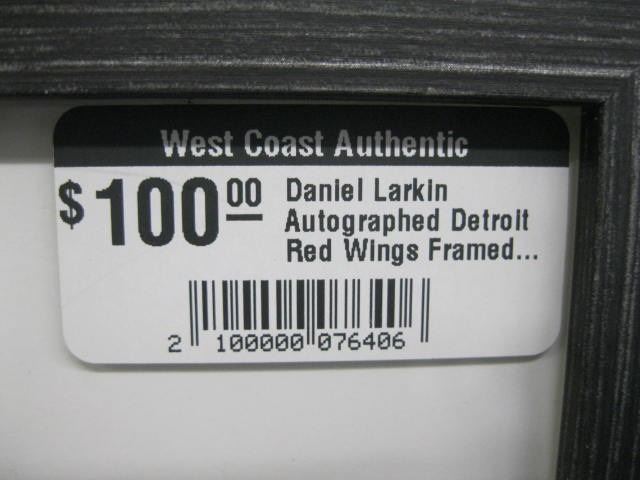 West Coast Authentic
$100 00
Daniel Larkin
Autographed Detroit
Red Wings Framed...
2 100000 076406